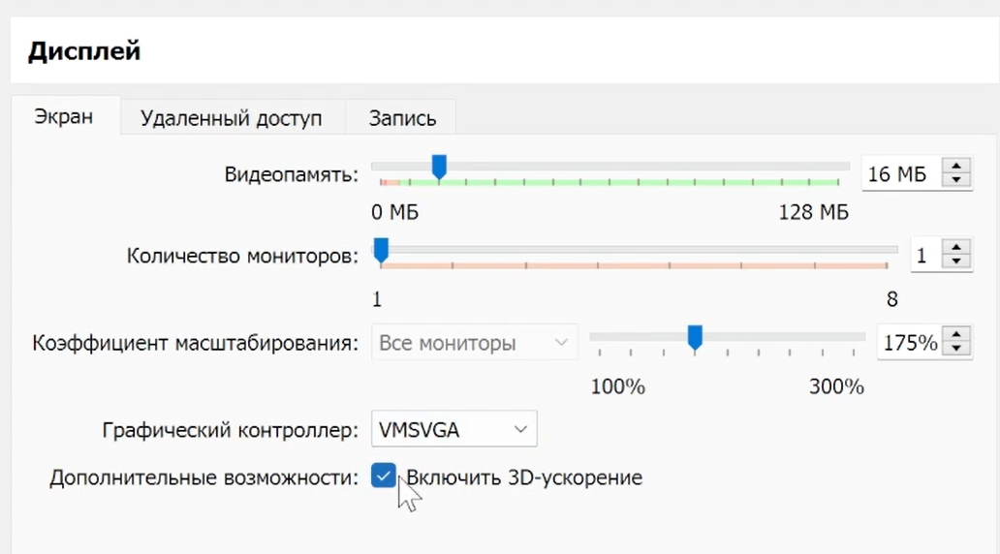 Дисплей
Экран Удаленный доступ Запись
Видеопамять: 16 МБ
0 МБ 128 МБ
Количество мониторов: 1
1 8
Коэффициент масштабирования: Все мониторы 175%
100% 300%
Графический контроллер: VMSVGA
Дополнительные возможности: Включить 3D-ускорение